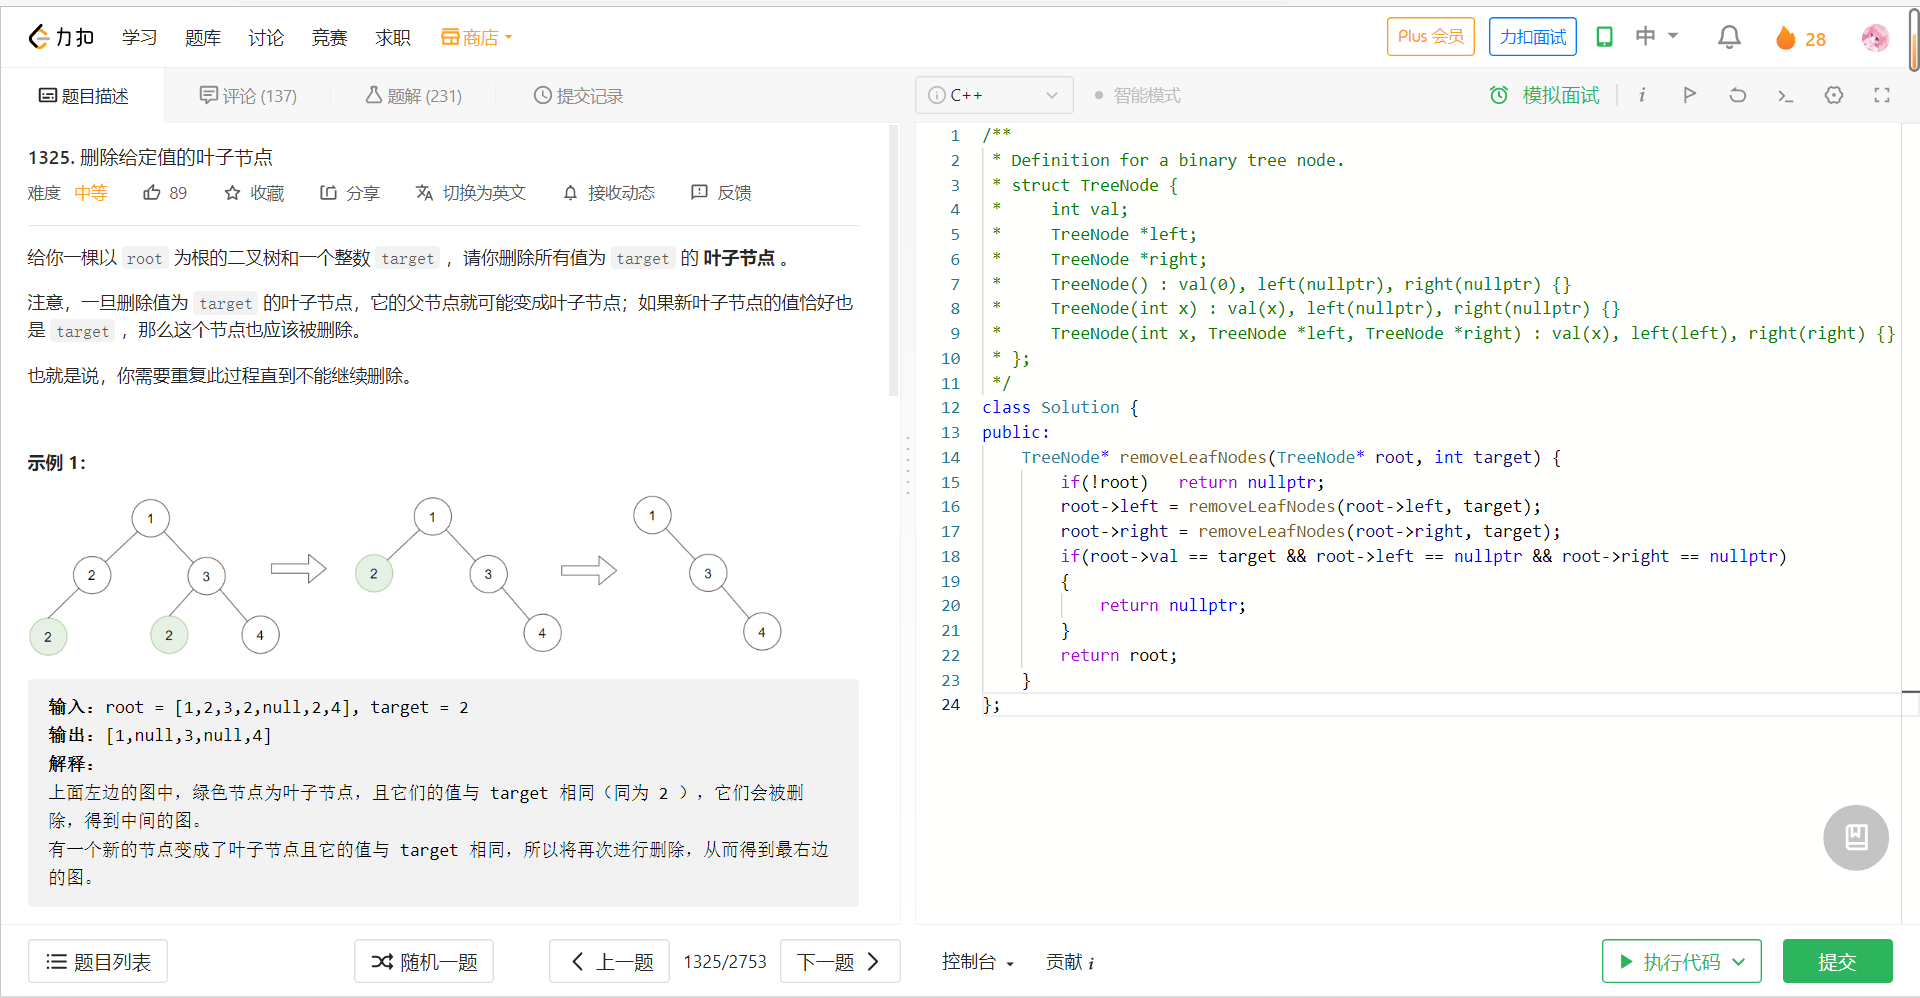 力扣 学习 题库 讨论 竞赛 求职 商店 Plus 会员 力扣面试 中 28
题目描述 评论 (137) 题解 (231) 提交记录
1325. 删除给定值的叶子节点
难度 中等 89 收藏 分享 切换为英文 接收动态 反馈
给你一棵以 root 为根的二叉树和一个整数 target ，请你删除所有值为 target 的 叶子节点 。
注意，一旦删除值为 target 的叶子节点，它的父节点就可能变成叶子节点；如果新叶子节点的值恰好也
是 target ，那么这个节点也应该被删除。
也就是说，你需要重复此过程直到不能继续删除。
示例 1：
1 1 1
2 3 2 3 3
2 2 4 4 4
输入：root = [1,2,3,2,null,2,4], target = 2
输出：[1,null,3,null,4]
解释：
上面左边的图中，绿色节点为叶子节点，且它们的值与 target 相同（同为 2 ），它们会被删
除，得到中间的图。
有一个新的节点变成了叶子节点且它的值与 target 相同，所以将再次进行删除，从而得到最右边
的图。
题目列表 随机一题 上一题 1325/2753 下一题
C++ 智能模式 模拟面试 i
1 /**
2 * Definition for a binary tree node.
3 * struct TreeNode {
4 *     int val;
5 *     TreeNode *left;
6 *     TreeNode *right;
7 *     TreeNode() : val(0), left(nullptr), right(nullptr) {}
8 *     TreeNode(int x) : val(x), left(nullptr), right(nullptr) {}
9 *     TreeNode(int x, TreeNode *left, TreeNode *right) : val(x), left(left), right(right) {}
10 * };
11 */
12 class Solution {
13 public:
14     TreeNode* removeLeafNodes(TreeNode* root, int target) {
15         if(!root)   return nullptr;
16         root->left = removeLeafNodes(root->left, target);
17         root->right = removeLeafNodes(root->right, target);
18         if(root->val == target && root->left == nullptr && root->right == nullptr)
19         {
20             return nullptr;
21         }
22         return root;
23     }
24 };
控制台 贡献 i 执行代码 提交